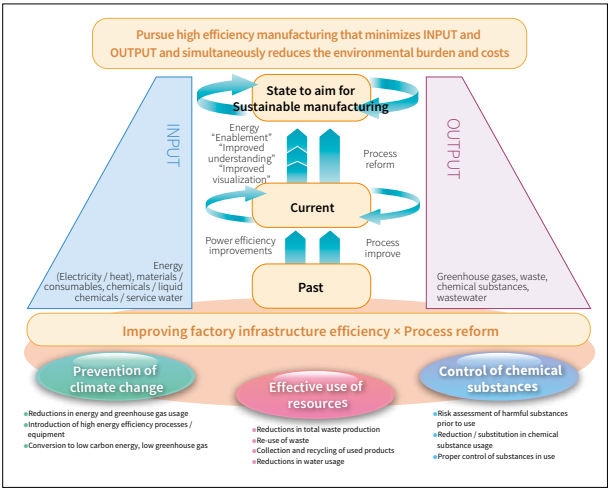 Pursue high efficiency manufacturing that minimizes INPUT and
OUTPUT and simultaneously reduces the environmental burden and costs
State to aim for
Sustainable manufacturing
INPUT
OUTPUT
Energy
“Enablement”
“Improved
understanding”
“Improved
visualization”
Process
reform
Current
Power efficiency
improvements
Process
improve
Past
Energy
(Electricity / heat), materials /
consumables, chemicals / liquid
chemicals / service water
Greenhouse gases, waste,
chemical substances,
wastewater
Improving factory infrastructure efficiency × Process reform
Prevention of
climate change
●Reductions in energy and greenhouse gas usage
●Introduction of high energy efficiency processes /
equipment
●Conversion to low carbon energy, low greenhouse gas
Effective use of
resources
●Reductions in total waste production
●Re-use of waste
●Collection and recycling of used products
●Reductions in water usage
Control of chemical
substances
●Risk assessment of harmful substances
prior to use
●Reduction / substitution in chemical
substance usage
●Proper control of substances in use